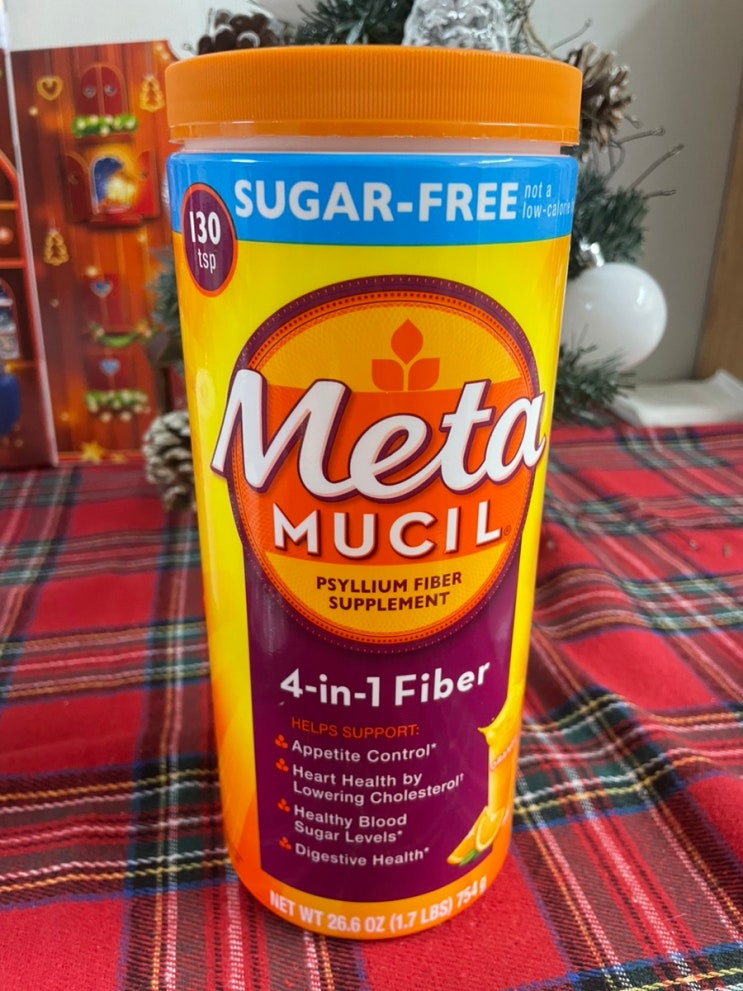 130
tsp
SUGAR-FREE
not a
low-calorie
Meta
MUCIL®
PSYLLIUM FIBER
SUPPLEMENT
4-in-1 Fiber
HELPS SUPPORT:
Appetite Control*
Heart Health by
Lowering Cholesterol†
Healthy Blood
Sugar Levels*
Digestive Health*
NET WT 26.6 OZ (1.7 LBS) 754 g